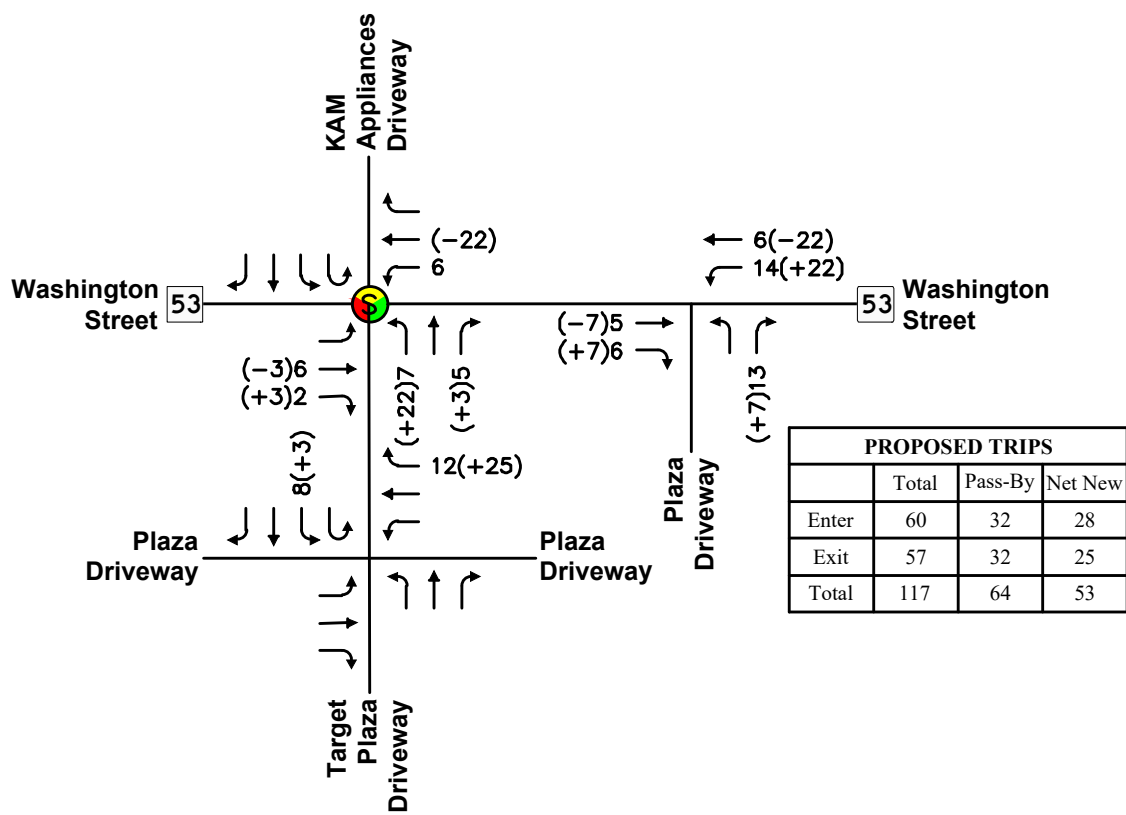 KAM
Appliances
Driveway
(-22)
6
6(-22)
14(+22)
Washington
Street
53
S
53
Washington
Street
(-7)5
(+7)6
(-3)6
(+3)2
(+22)7
(+3)5
(+7)13
8(+3)
12(+25)
Plaza
Driveway
Plaza
Driveway
Plaza
Driveway
Target
Plaza
Driveway
PROPOSED TRIPS
Total Pass-By Net New
Enter 60 32 28
Exit 57 32 25
Total 117 64 53